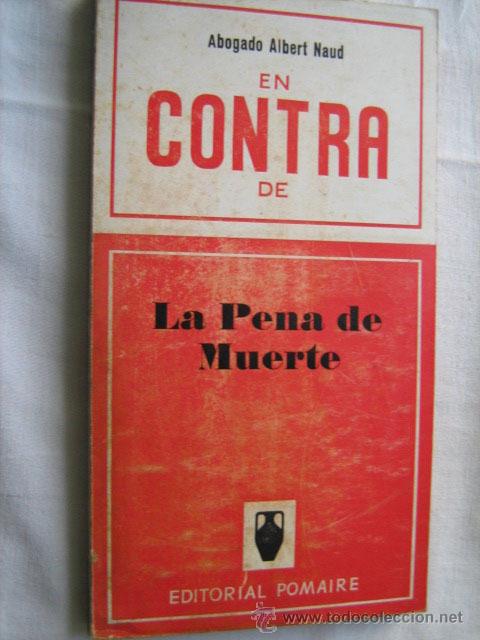 Abogado Albert Naud
EN
CONTRA
DE
La Pena de
Muerte
EDITORIAL POMAIRE
www.todocoleccion.net